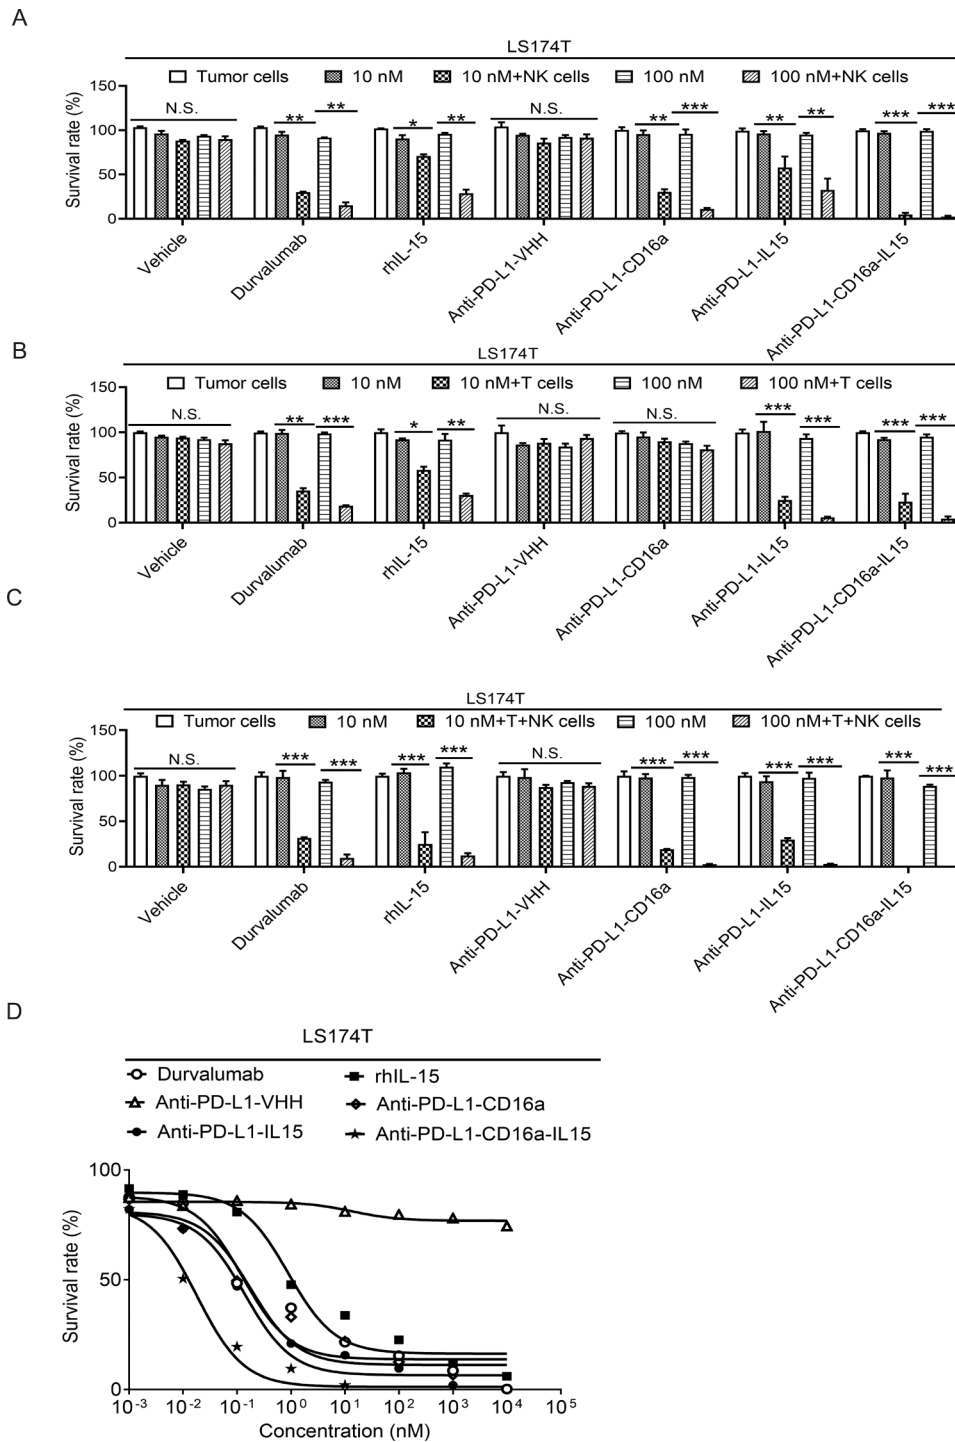 A
LS174T
Tumor cells 10 nM 10 nM+NK cells 100 nM 100 nM+NK cells
Survival rate (%)
150
100
50
0
N.S. ** ** * ** N.S. ** *** ** ** *** ***
Vehicle Durvalumab rhIL-15 Anti-PD-L1-VHH Anti-PD-L1-CD16a Anti-PD-L1-IL15 Anti-PD-L1-CD16a-IL15
B
LS174T
Tumor cells 10 nM 10 nM+T cells 100 nM 100 nM+T cells
Survival rate (%)
150
100
50
0
N.S. ** *** * ** N.S. N.S. *** *** *** ***
Vehicle Durvalumab rhIL-15 Anti-PD-L1-VHH Anti-PD-L1-CD16a Anti-PD-L1-IL15 Anti-PD-L1-CD16a-IL15
C
LS174T
Tumor cells 10 nM 10 nM+T+NK cells 100 nM 100 nM+T+NK cells
Survival rate (%)
150
100
50
0
N.S. *** *** *** *** N.S. *** *** *** *** *** ***
Vehicle Durvalumab rhIL-15 Anti-PD-L1-VHH Anti-PD-L1-CD16a Anti-PD-L1-IL15 Anti-PD-L1-CD16a-IL15
D
LS174T
Durvalumab rhIL-15
Anti-PD-L1-VHH Anti-PD-L1-CD16a
Anti-PD-L1-IL15 Anti-PD-L1-CD16a-IL15
Survival rate (%)
100
50
0
10⁻³ 10⁻² 10⁻¹ 10⁰ 10¹ 10² 10³ 10⁴ 10⁵
Concentration (nM)